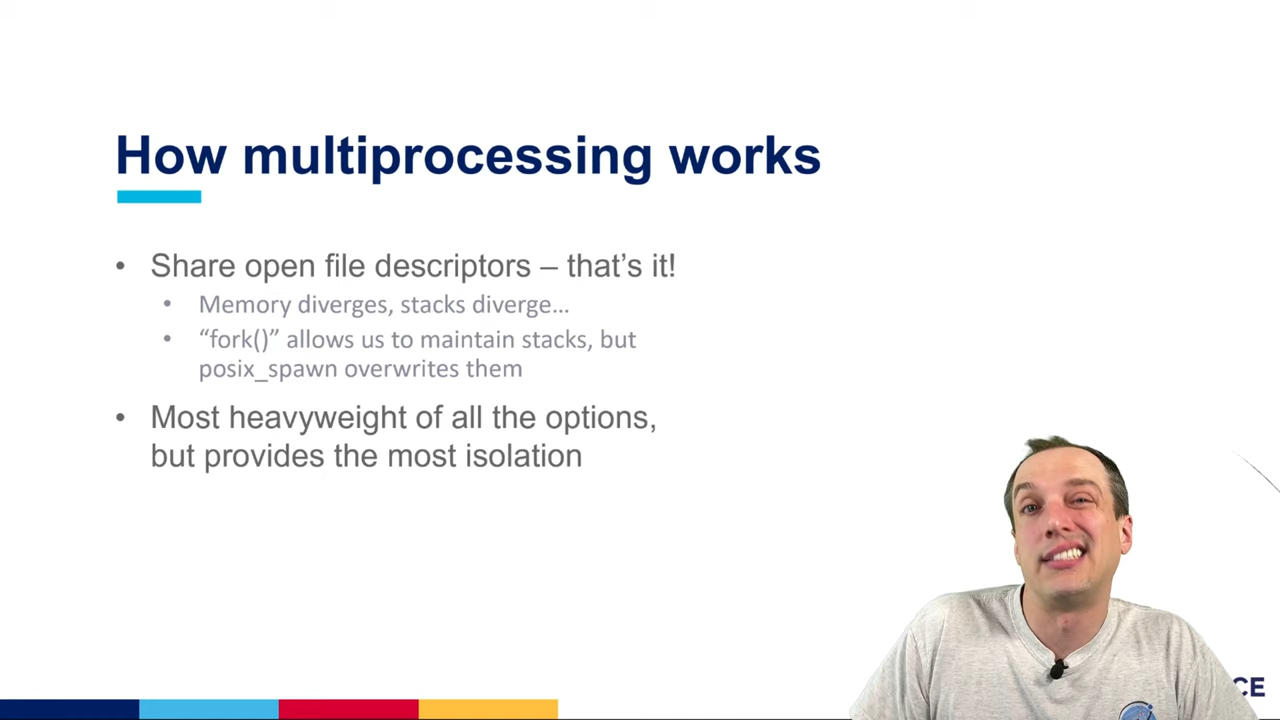 How multiprocessing works
• Share open file descriptors – that’s it!
• Memory diverges, stacks diverge…
• “fork()” allows us to maintain stacks, but
posix_spawn overwrites them
• Most heavyweight of all the options,
but provides the most isolation
CE